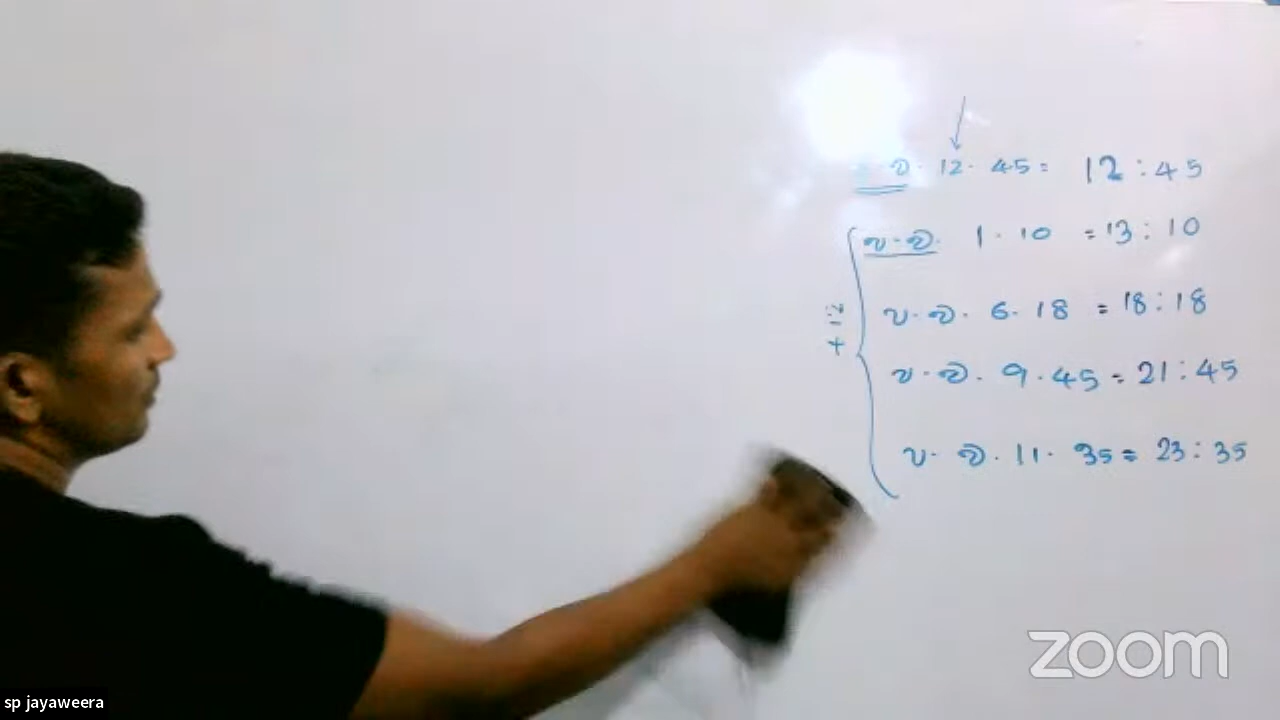 ප.ව. 12.45 = 12:45
ප.ව. 1.10 = 13:10
+12
ප.ව. 6.18 = 18:18
ප.ව. 9.45 = 21:45
ප.ව. 11.35 = 23:35
zoom
sp jayaweera